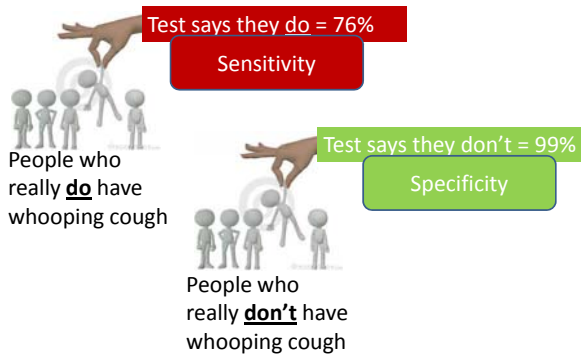 Test says they do = 76%
Sensitivity
People who
really do have
whooping cough
Test says they don't = 99%
Specificity
People who
really don't have
whooping cough